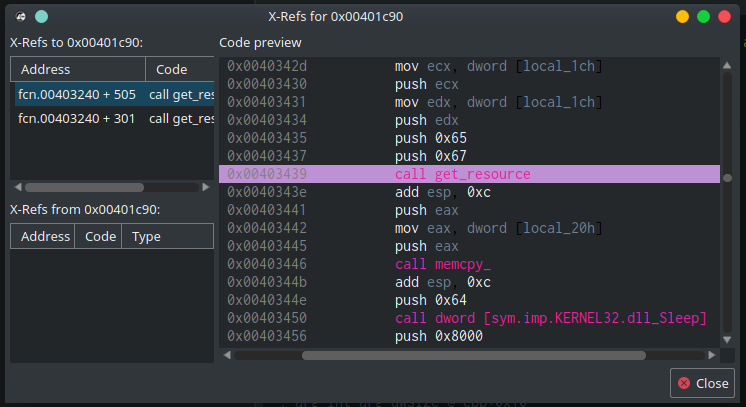 X-Refs for 0x00401c90
X-Refs to 0x00401c90:
Address Code
fcn.00403240 + 505 call get_res
fcn.00403240 + 301 call get_res
X-Refs from 0x00401c90:
Address Code Type
Code preview
0x0040342d mov ecx, dword [local_1ch]
0x00403430 push ecx
0x00403431 mov edx, dword [local_1ch]
0x00403434 push edx
0x00403435 push 0x65
0x00403437 push 0x67
0x00403439 call get_resource
0x0040343e add esp, 0xc
0x00403441 push eax
0x00403442 mov eax, dword [local_20h]
0x00403445 push eax
0x00403446 call memcpy_
0x0040344b add esp, 0xc
0x0040344e push 0x64
0x00403450 call dword [sym.imp.KERNEL32.dll_Sleep]
0x00403456 push 0x8000
Close